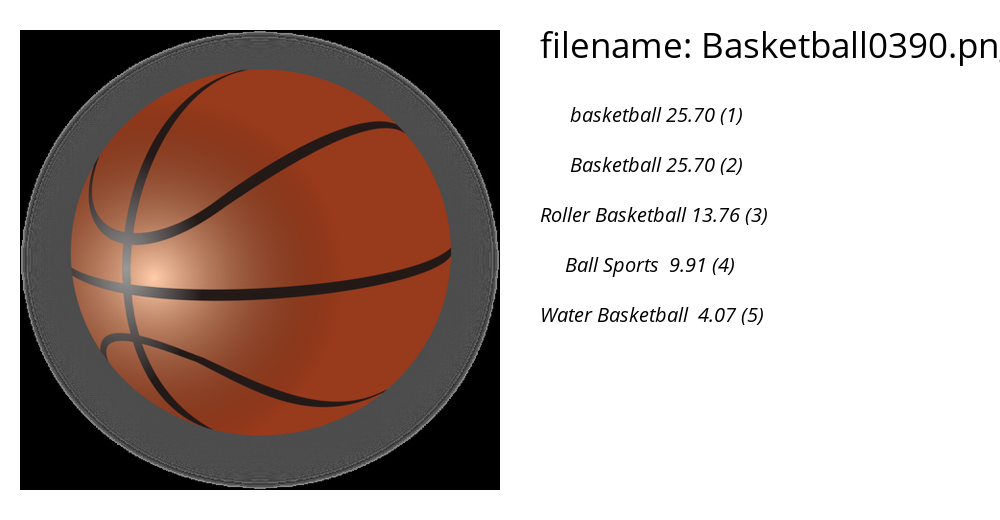 filename: Basketball0390.pn
basketball 25.70 (1)
Basketball 25.70 (2)
Roller Basketball 13.76 (3)
Ball Sports 9.91 (4)
Water Basketball 4.07 (5)